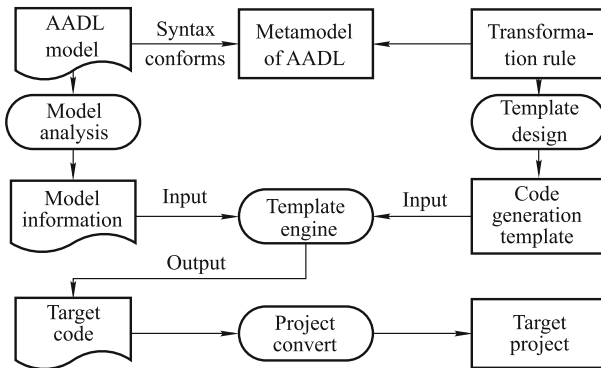 AADL
model
Syntax
conforms
Metamodel
of AADL
Transforma-
tion rule
Model
analysis
Template
design
Model
information
Input
Template
engine
Input
Code
generation
template
Output
Target
code
Project
convert
Target
project